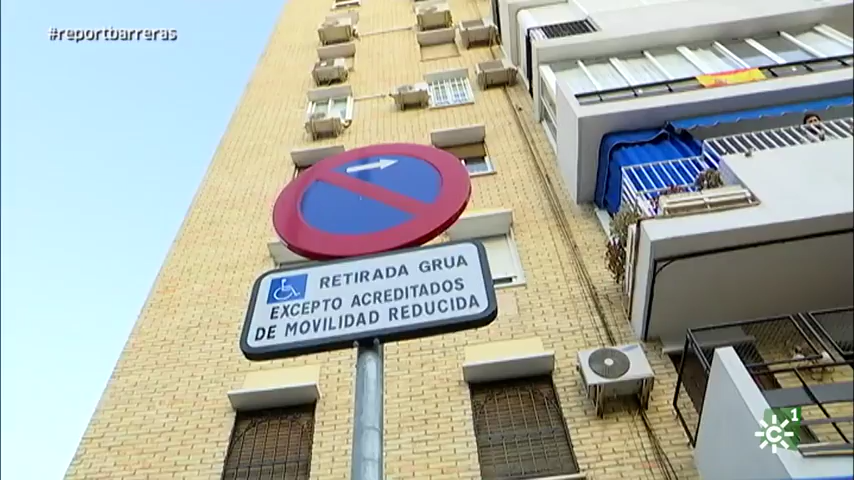 #reportbarreras
RETIRADA GRUA
EXCEPTO ACREDITADOS
DE MOVILIDAD REDUCIDA
1